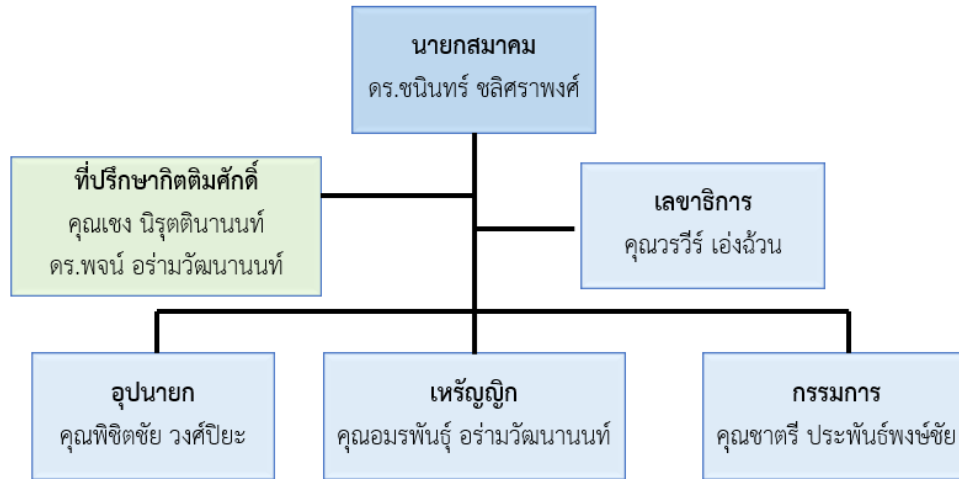 นายกสมาคม
ดร.ชนินทร์ ชลิศราพงศ์
ที่ปรึกษากิตติมศักดิ์
คุณเชง นิรุตตินานนท์
ดร.พจน์ อร่ามวัฒนานนท์
เลขาธิการ
คุณวรวีร์ เอ่งฉ้วน
อุปนายก
คุณพิชิตชัย วงศ์ปิยะ
เหรัญญิก
คุณอมรพันธุ์ อร่ามวัฒนานนท์
กรรมการ
คุณชาตรี ประพันธ์พงษ์ชัย